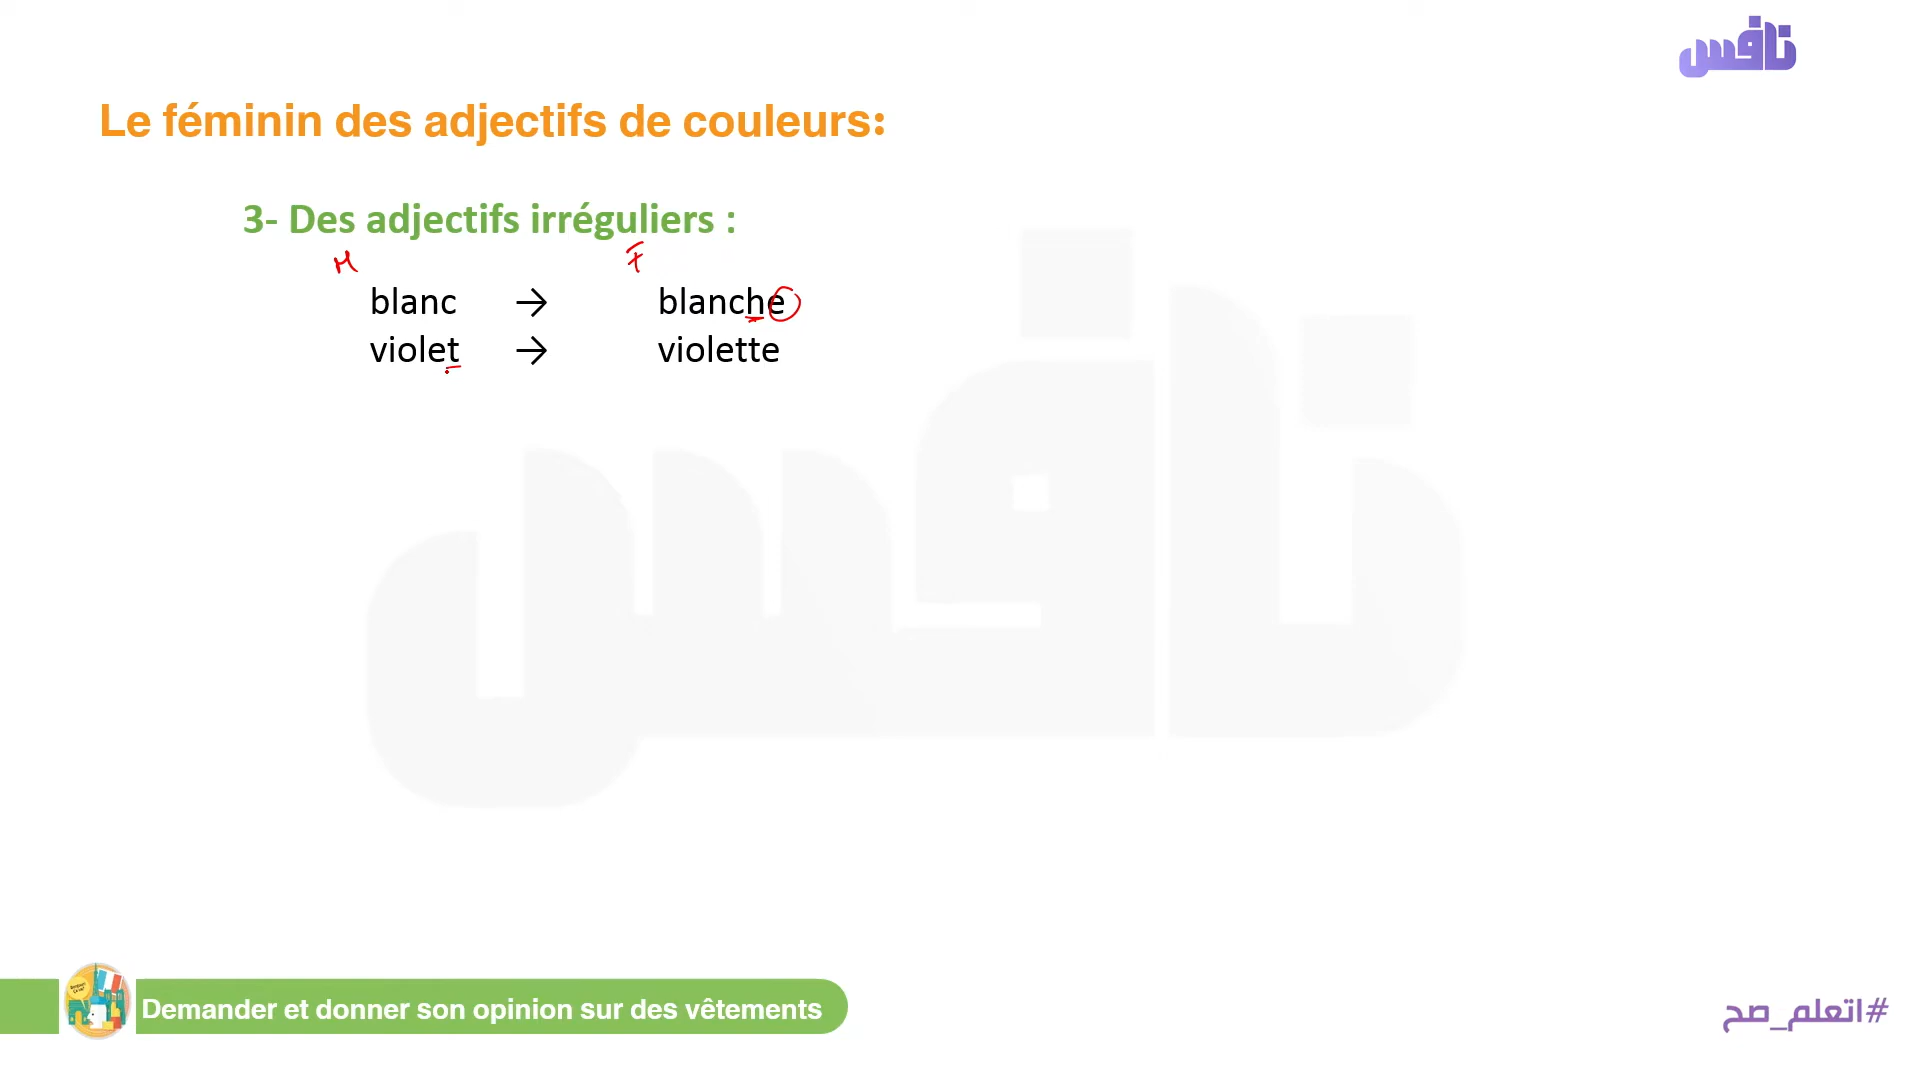 نافس
Le féminin des adjectifs de couleurs:
3- Des adjectifs irréguliers :
M F
blanc → blanche
violet → violette
Demander et donner son opinion sur des vêtements
#اتعلم_صح